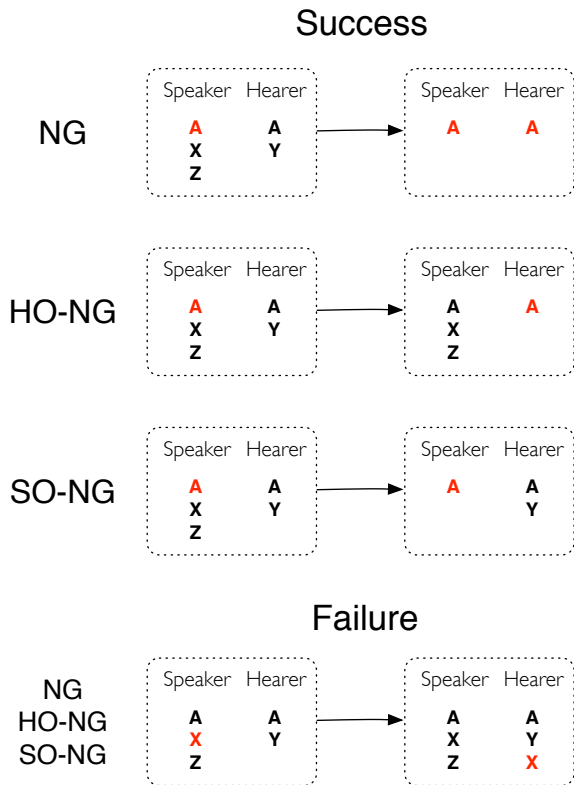 Success
NG
Speaker Hearer Speaker Hearer
A A A A
X Y
Z
HO-NG
Speaker Hearer Speaker Hearer
A A A A
X Y X
Z Z
SO-NG
Speaker Hearer Speaker Hearer
A A A A
X Y Y
Z
Failure
NG
HO-NG
SO-NG
Speaker Hearer Speaker Hearer
A A A A
X Y X Y
Z Z X